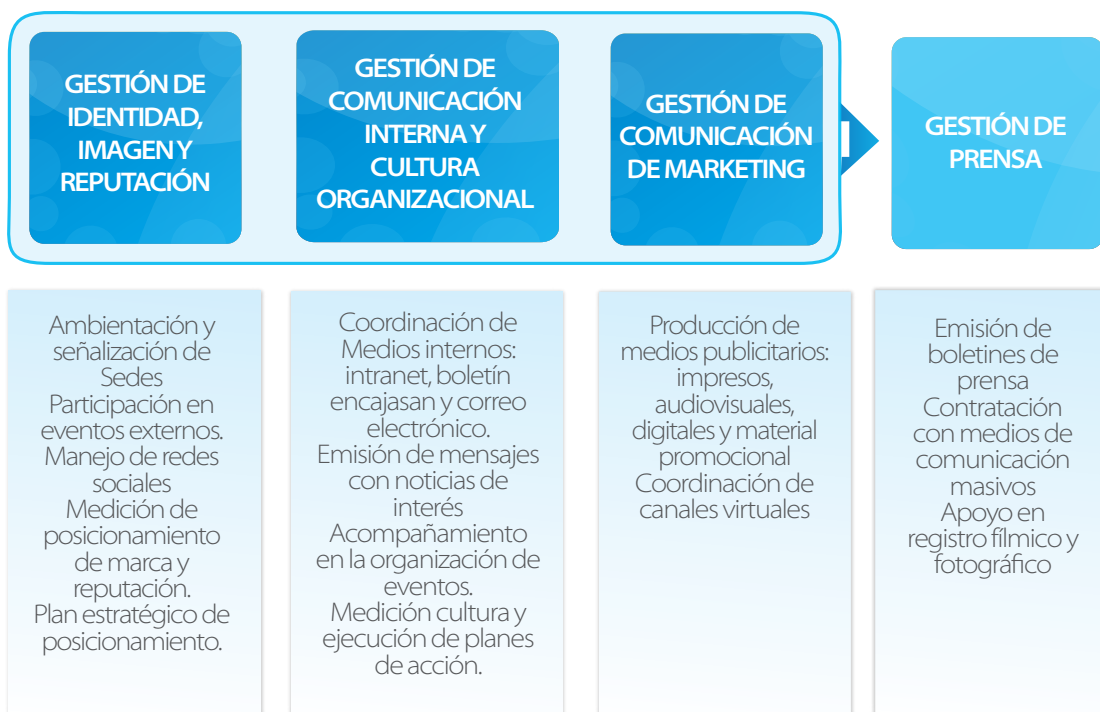 GESTIÓN DE
IDENTIDAD,
IMAGEN Y
REPUTACIÓN
GESTIÓN DE
COMUNICACIÓN
INTERNA Y
CULTURA
ORGANIZACIONAL
GESTIÓN DE
COMUNICACIÓN
DE MARKETING
GESTIÓN DE
PRENSA
Ambientación y
señalización de
Sedes
Participación en
eventos externos.
Manejo de redes
sociales
Medición de
posicionamiento
de marca y
reputación.
Plan estratégico de
posicionamiento.
Coordinación de
Medios internos:
intranet, boletín
encajasan y correo
electrónico.
Emisión de mensajes
con noticias de
interés
Acompañamiento
en la organización de
eventos.
Medición cultura y
ejecución de planes
de acción.
Producción de
medios publicitarios:
impresos,
audiovisuales,
digitales y material
promocional
Coordinación de
canales virtuales
Emisión de
boletines de
prensa
Contratación
con medios de
comunicación
masivos
Apoyo en
registro fílmico y
fotográfico